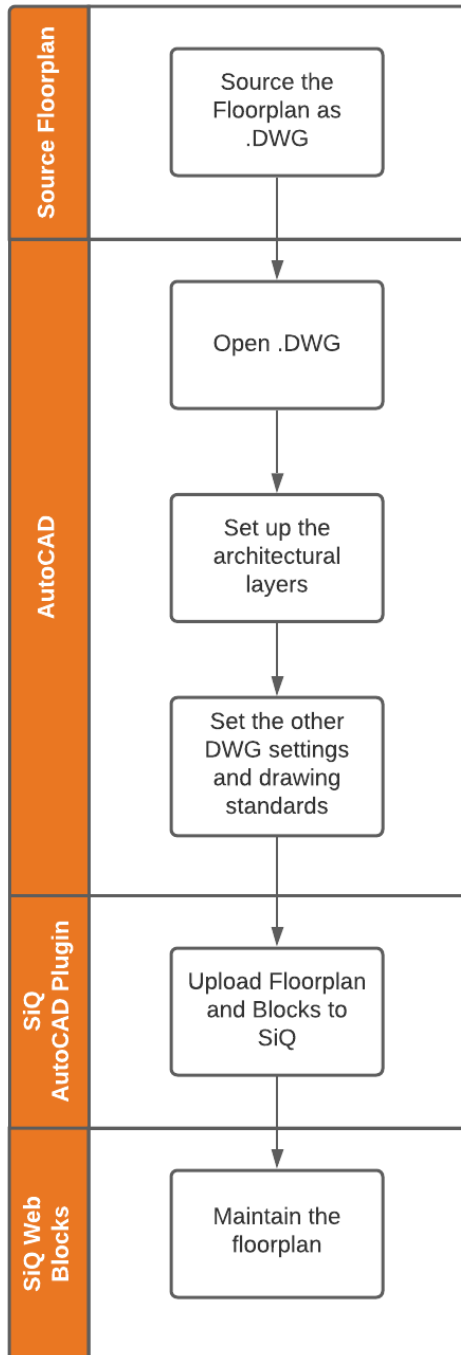 Source Floorplan
Source the
Floorplan as
.DWG
AutoCAD
Open .DWG
Set up the
architectural
layers
Set the other
DWG settings
and drawing
standards
SiQ
AutoCAD Plugin
Upload Floorplan
and Blocks to
SiQ
SiQ Web
Blocks
Maintain the
floorplan